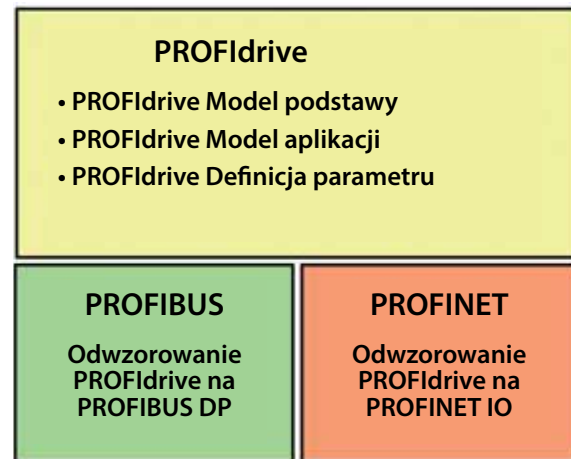 PROFIdrive
• PROFIdrive Model podstawy
• PROFIdrive Model aplikacji
• PROFIdrive Definicja parametru
PROFIBUS
Odwzorowanie
PROFIdrive na
PROFIBUS DP
PROFINET
Odwzorowanie
PROFIdrive na
PROFINET IO